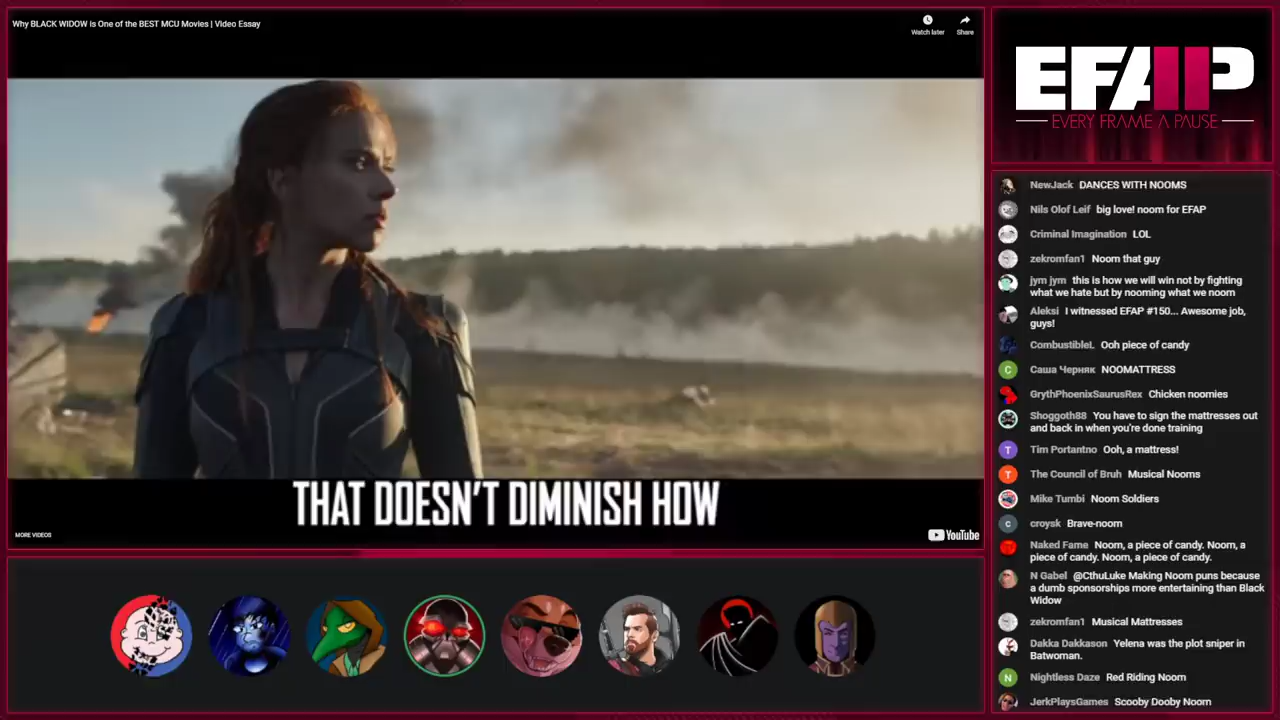 Why BLACK WIDOW is One of the BEST MCU Movies | Video Essay
Watch later
Share
THAT DOESN'T DIMINISH HOW
MORE VIDEOS
YouTube
EFAP
EVERY FRAME A PAUSE
NewJack DANCES WITH NOOMS
Nils Olof Leif big love! noom for EFAP
Criminal Imagination LOL
zekromfan1 Noom that guy
jym jym this is how we will win not by fighting
what we hate but by nooming what we noom
Aleksi I witnessed EFAP #150... Awesome job,
guys!
CombustibleL Ooh piece of candy
C
Саша Черняк NOOMATTRESS
GrythPhoenixSaurusRex Chicken noomies
Shoggoth88 You have to sign the mattresses out
and back in when you're done training
T
Tim Portantno Ooh, a mattress!
T
The Council of Bruh Musical Nooms
Mike Tumbi Noom Soldiers
c
croysk Brave-noom
Naked Fame Noom, a piece of candy. Noom, a
piece of candy. Noom, a piece of candy.
N Gabel @CthuLuke Making Noom puns because
a dumb sponsorships more entertaining than Black
Widow
zekromfan1 Musical Mattresses
Dakka Dakkason Yelena was the plot sniper in
Batwoman.
N
Nightless Daze Red Riding Noom
JerkPlaysGames Scooby Dooby Noom